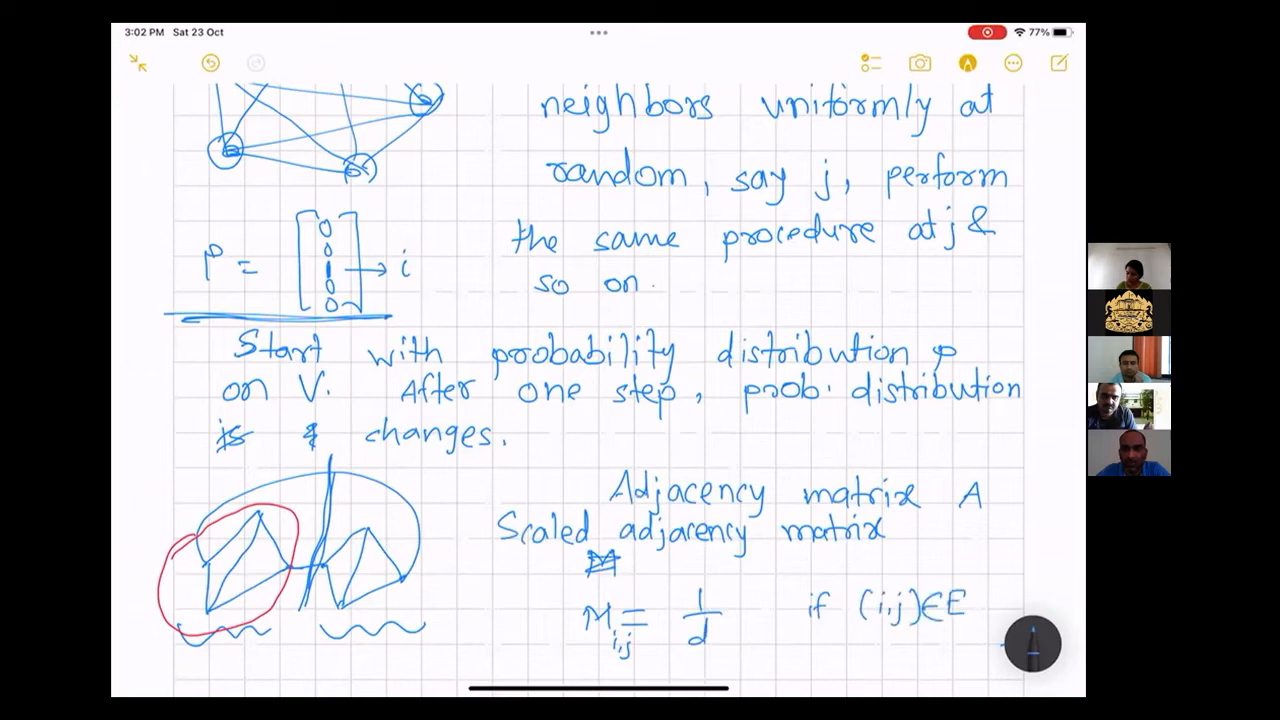 3:02 PM Sat 23 Oct
77%
neighbors uniformly at
random, say j, perform
the same procedure at j &
so on.
P = [0 0 1 0 0] → i
Start with probability distribution p
on V. After one step, prob. distribution
is changes.
Adjacency matrix A
Scaled adjacency matrix
M
M i,j = 1/d if (i,j) ∈ E